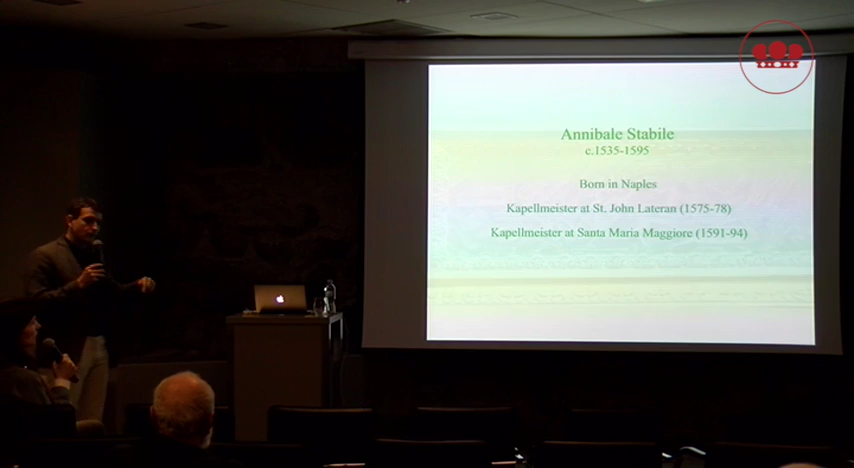 Annibale Stabile
c.1535-1595
Born in Naples
Kapellmeister at St. John Lateran (1575-78)
Kapellmeister at Santa Maria Maggiore (1591-94)